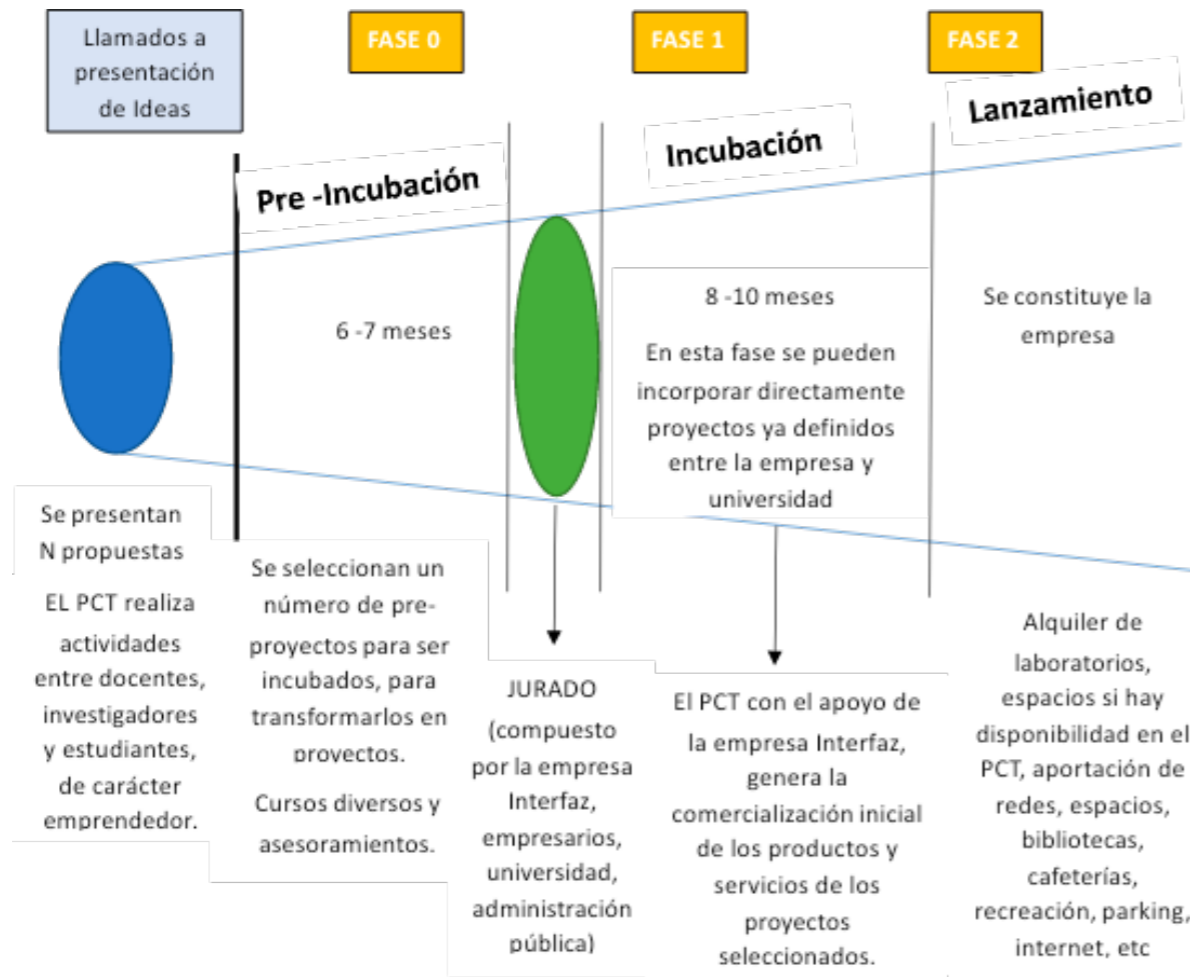 Llamados a
presentación
de Ideas
FASE 0
FASE 1
FASE 2
Pre -Incubación
Incubación
Lanzamiento
6 -7 meses
8 -10 meses
En esta fase se pueden
incorporar directamente
proyectos ya definidos
entre la empresa y
universidad
Se constituye la
empresa
Se presentan
N propuestas
EL PCT realiza
actividades
entre docentes,
investigadores
y estudiantes,
de carácter
emprendedor.
Se seleccionan un
número de pre-
proyectos para ser
incubados, para
transformarlos en
proyectos.
Cursos diversos y
asesoramientos.
JURADO
(compuesto
por la empresa
Interfaz,
empresarios,
universidad,
administración
pública)
El PCT con el apoyo de
la empresa Interfaz,
genera la
comercialización inicial
de los productos y
servicios de los
proyectos
seleccionados.
Alquiler de
laboratorios,
espacios si hay
disponibilidad en el
PCT, aportación de
redes, espacios,
bibliotecas,
cafeterías,
recreación, parking,
internet, etc